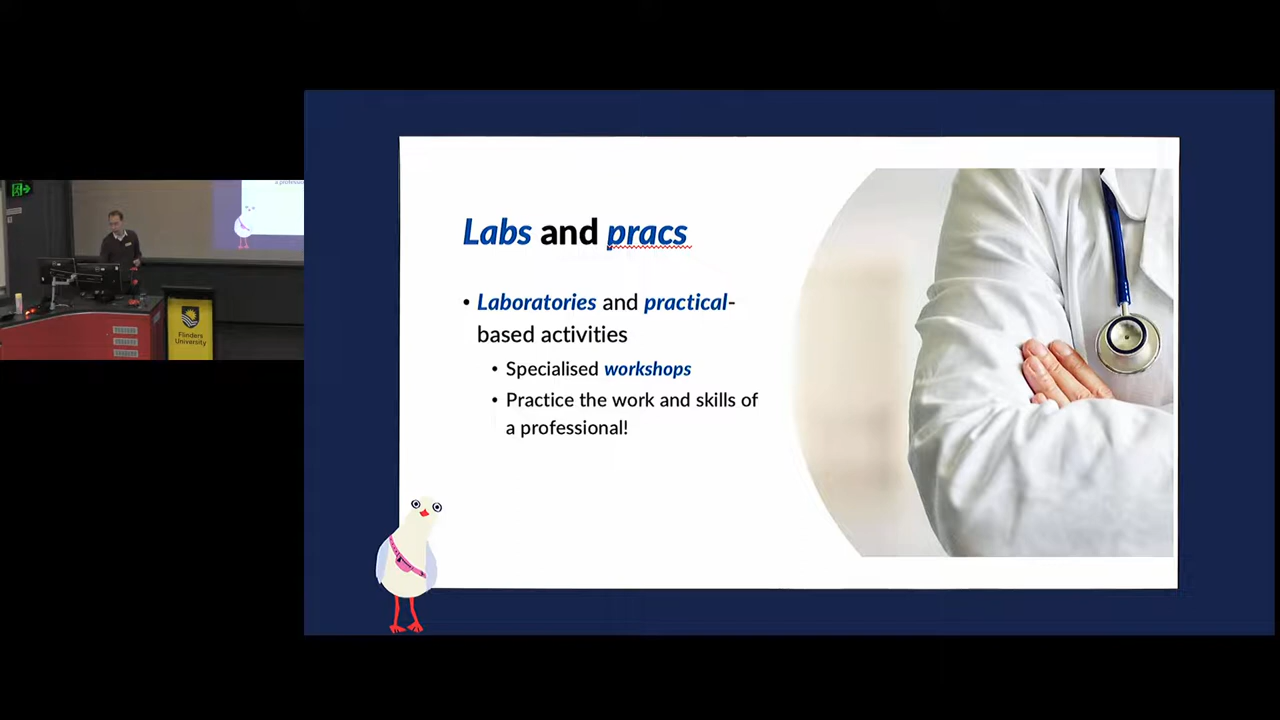 Labs and pracs
• Laboratories and practical-
based activities
• Specialised workshops
• Practice the work and skills of
a professional!
Flinders
University